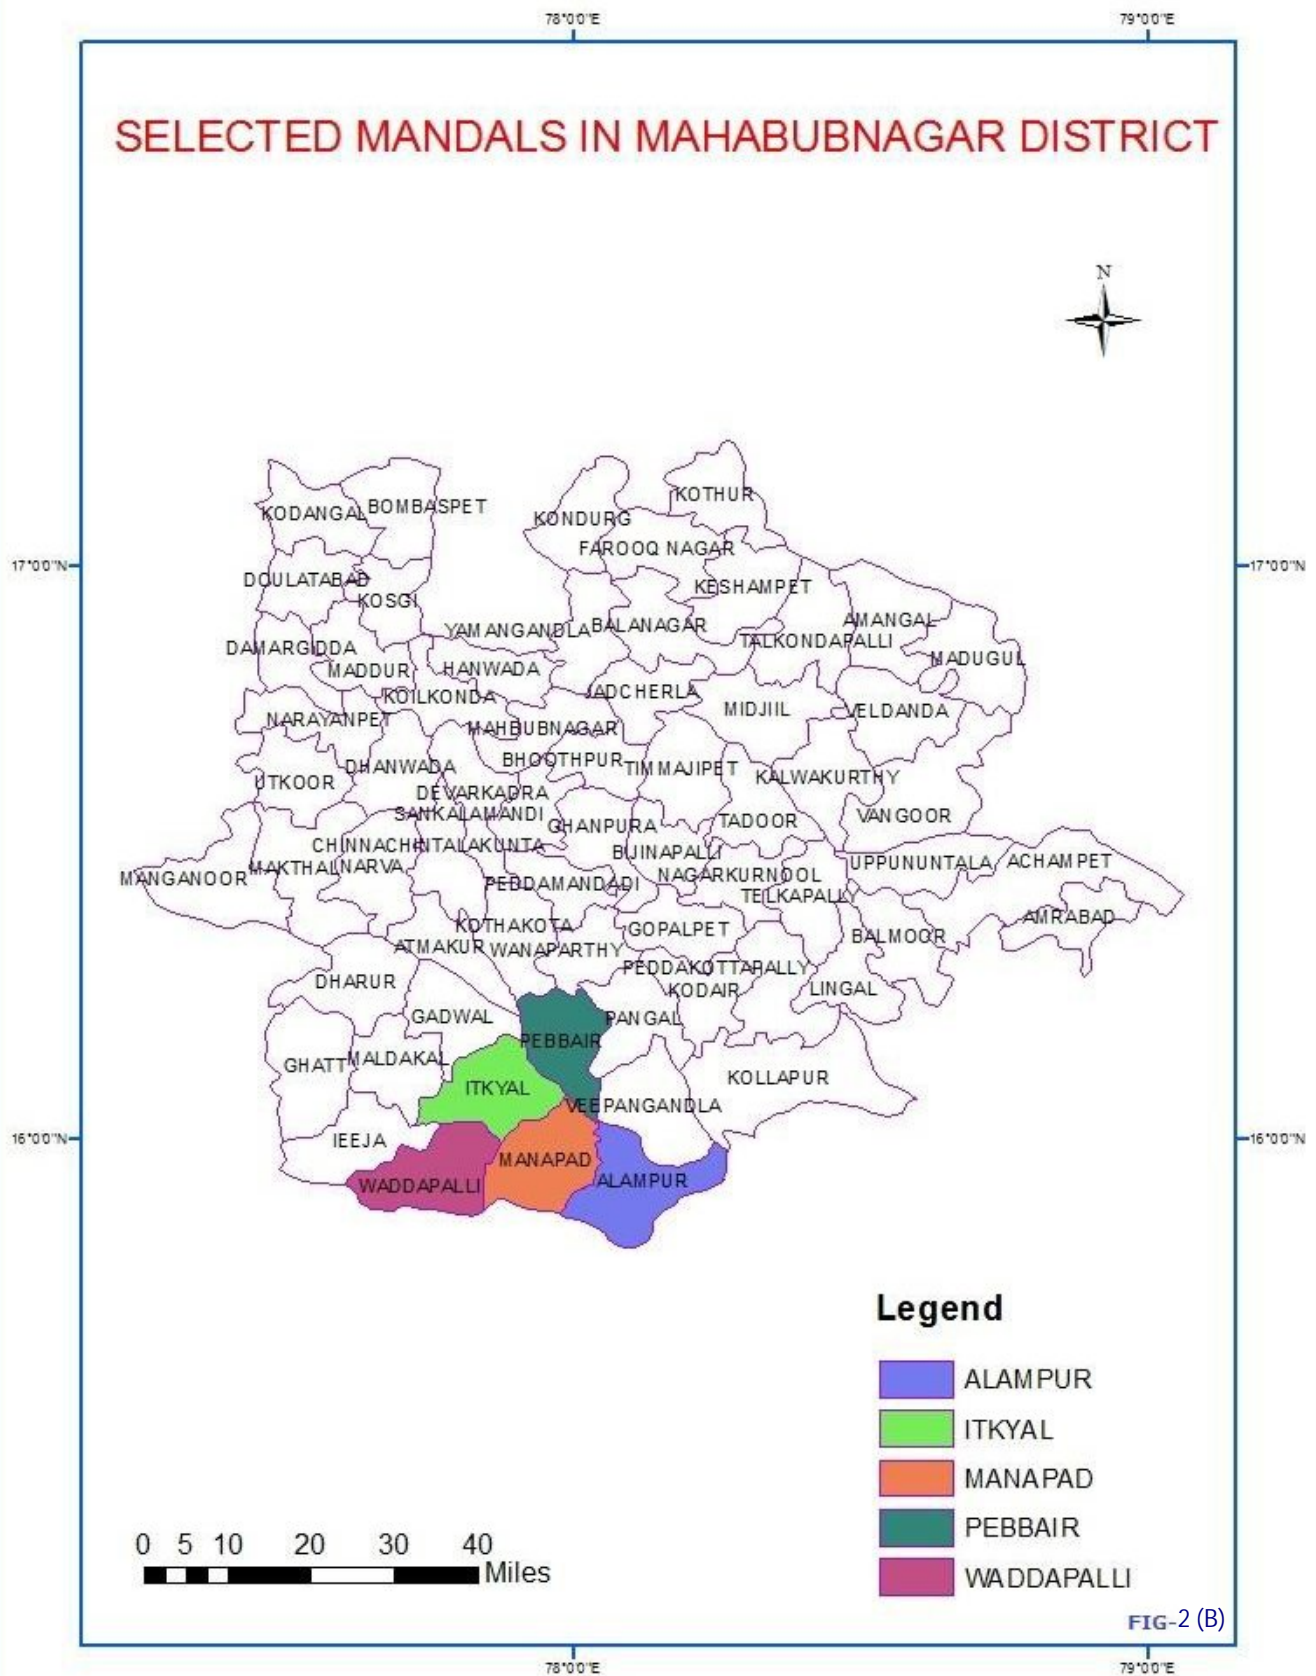 78°0'0"E 79°0'0"E
SELECTED MANDALS IN MAHABUBNAGAR DISTRICT
N
KOTHUR
KODANGAL BOMBASPET
KONDURG
FAROOQ NAGAR
17°0'0"N 17°0'0"N
DOULATABAD
KESHAMPET
KOSGI
AMANGAL
YAMANGANDLA BALANAGAR
TALKONDAPALLI
DAMARGIDDA
MADUGUL
MADDUR HANWADA
KOILKONDA JADCHERLA
MIDJIIL VELDANDA
NARAYANPET
MAHBUBNAGAR
BHOOTHPUR
DHANWADA TIMMAJIPET
UTKOOR KALWAKURTHY
DEVARKADRA
SANKALAMANDI VANGOOR
GHANPURA TADOOR
CHINNACHINTALAKUNTA
BIJINAPALLI
UPPUNUNTALA ACHAMPET
MAKTHAL NARVA
MANGANOOR NAGARKURNOOL
PEDDAMANDADI
TELKAPALLY
AMRABAD
KOTHAKOTA
GOPALPET
BALMOOR
ATMAKUR WANAPARTHY
PEDDAKOTTAPALLY
DHARUR KODAIR LINGAL
GADWAL PANGAL
PEBBAIR
GHATT MALDAKAL
KOLLAPUR
ITKYAL
VEEPANGANDLA
16°0'0"N 16°0'0"N
IEEJA
MANAPAD
WADDAPALLI ALAMPUR
Legend
ALAMPUR
ITKYAL
MANAPAD
PEBBAIR
WADDAPALLI
0 5 10 20 30 40
Miles
FIG-2 (B)
78°0'0"E 79°0'0"E